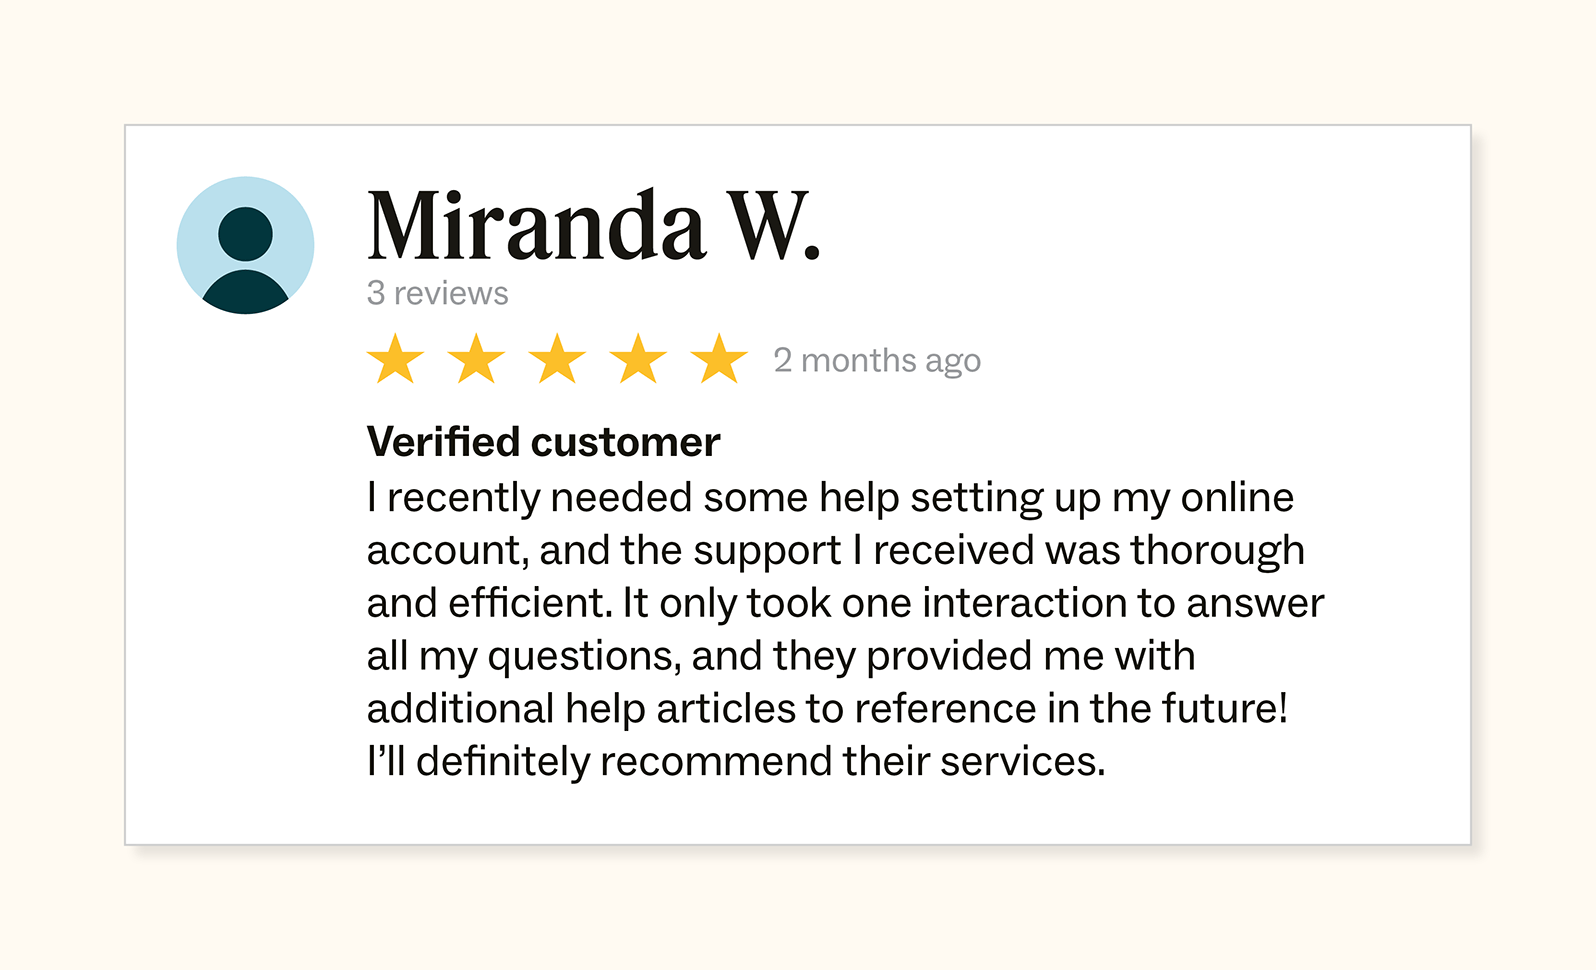 Miranda W.
3 reviews
2 months ago
Verified customer
I recently needed some help setting up my online
account, and the support I received was thorough
and efficient. It only took one interaction to answer
all my questions, and they provided me with
additional help articles to reference in the future!
I’ll definitely recommend their services.